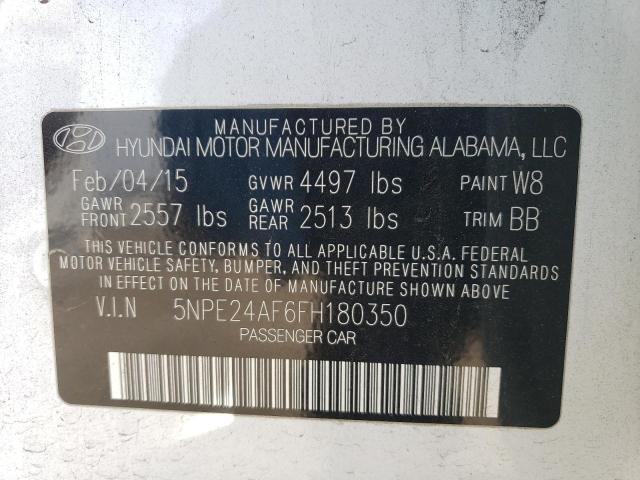 MANUFACTURED BY
HYUNDAI MOTOR MANUFACTURING ALABAMA, LLC
Feb/04/15 GVWR 4497 lbs PAINT W8
GAWR FRONT 2557 lbs GAWR REAR 2513 lbs TRIM BB
THIS VEHICLE CONFORMS TO ALL APPLICABLE U.S.A. FEDERAL
MOTOR VEHICLE SAFETY, BUMPER, AND THEFT PREVENTION STANDARDS
IN EFFECT ON THE DATE OF MANUFACTURE SHOWN ABOVE.
V.I.N 5NPE24AF6FH180350
PASSENGER CAR